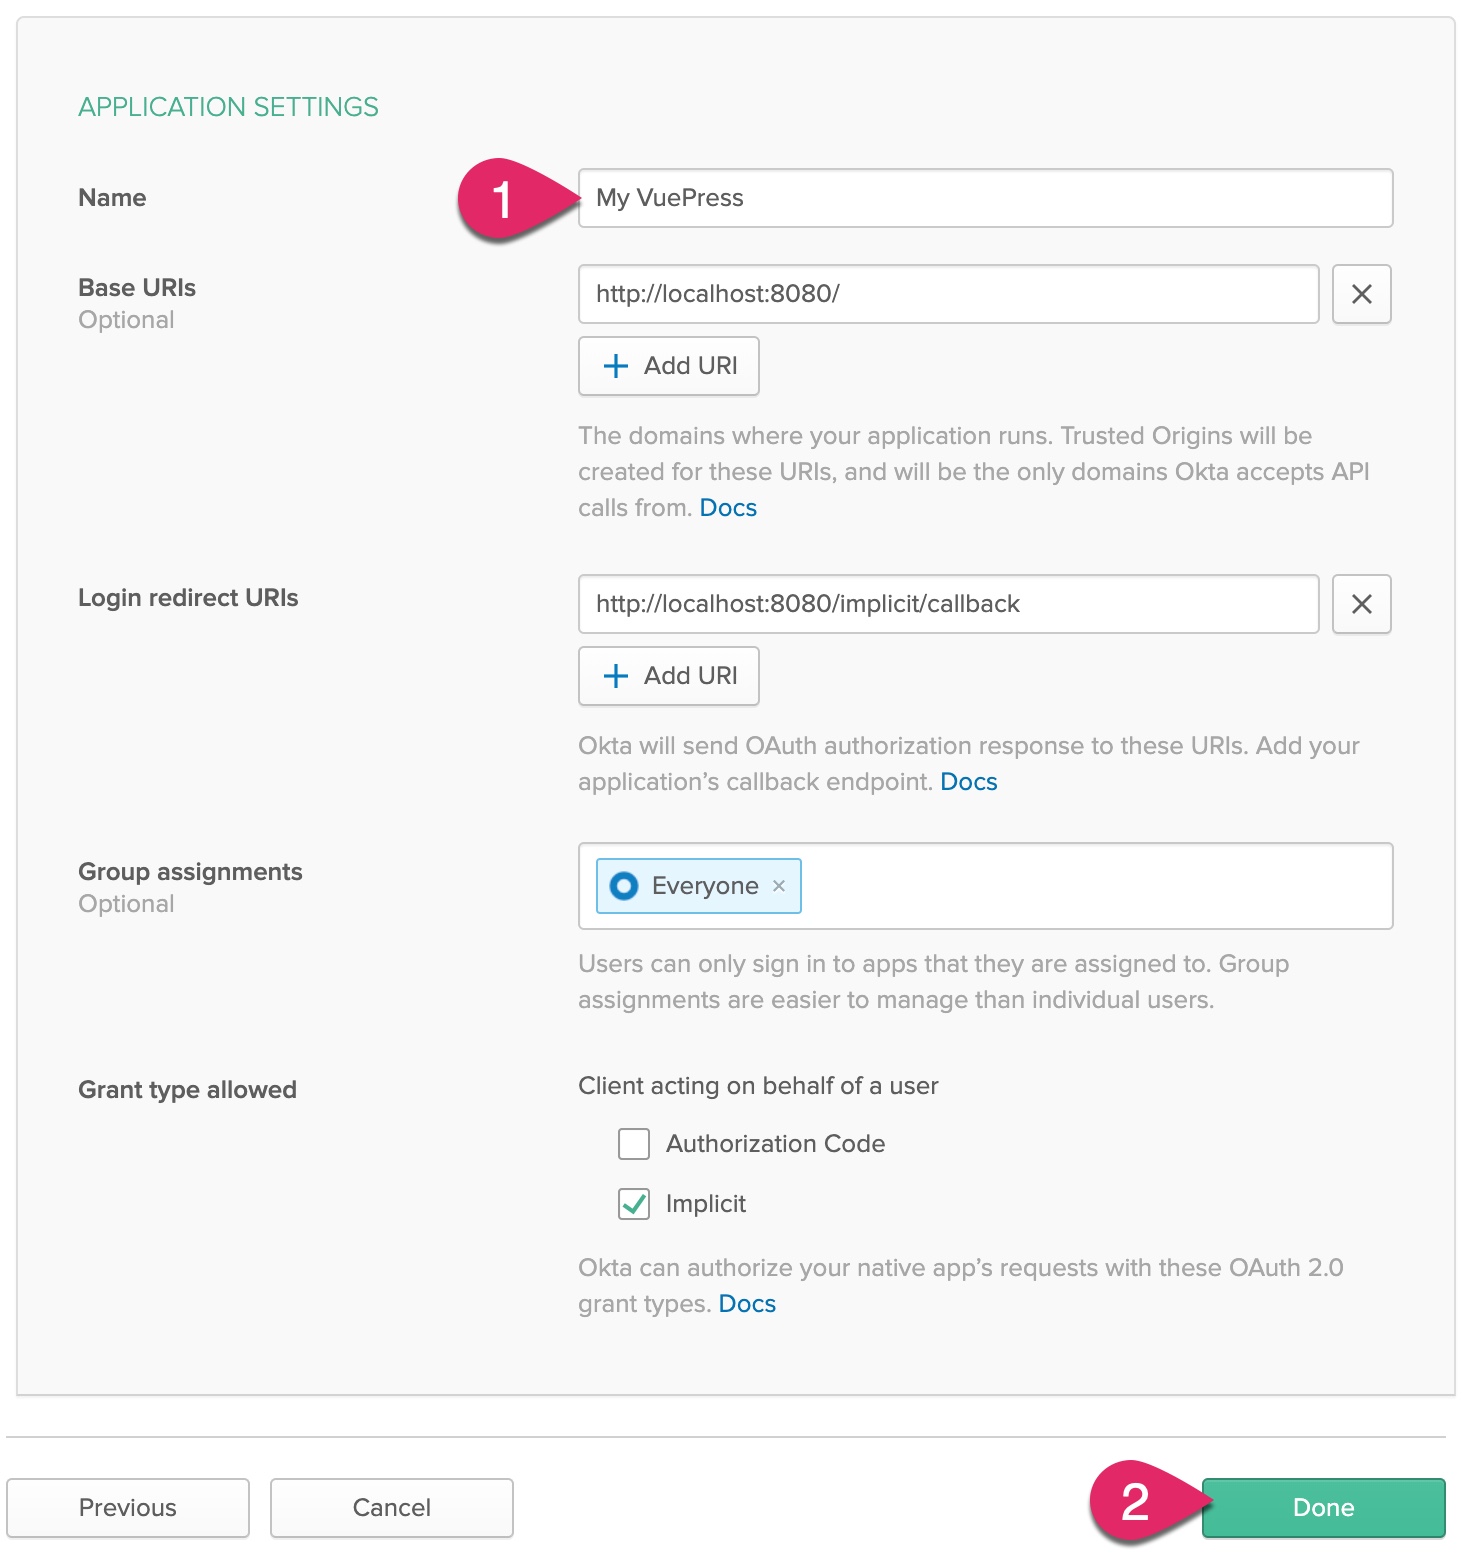 APPLICATION SETTINGS
Name
1
My VuePress
Base URIs
Optional
http://localhost:8080/
Add URI
The domains where your application runs. Trusted Origins will be
created for these URIs, and will be the only domains Okta accepts API
calls from. Docs
Login redirect URIs
http://localhost:8080/implicit/callback
Add URI
Okta will send OAuth authorization response to these URIs. Add your
application’s callback endpoint. Docs
Group assignments
Optional
Everyone ×
Users can only sign in to apps that they are assigned to. Group
assignments are easier to manage than individual users.
Grant type allowed
Client acting on behalf of a user
Authorization Code
Implicit
Okta can authorize your native app’s requests with these OAuth 2.0
grant types. Docs
Previous
Cancel
2
Done